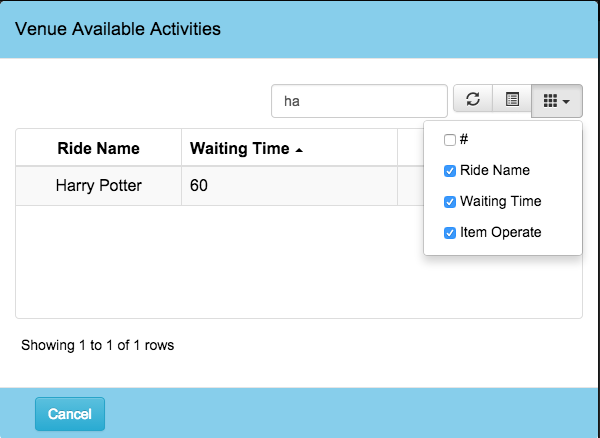 Venue Available Activities
ha
#
Ride Name
Waiting Time
Item Operate
Ride Name Waiting Time
Harry Potter 60
Showing 1 to 1 of 1 rows
Cancel